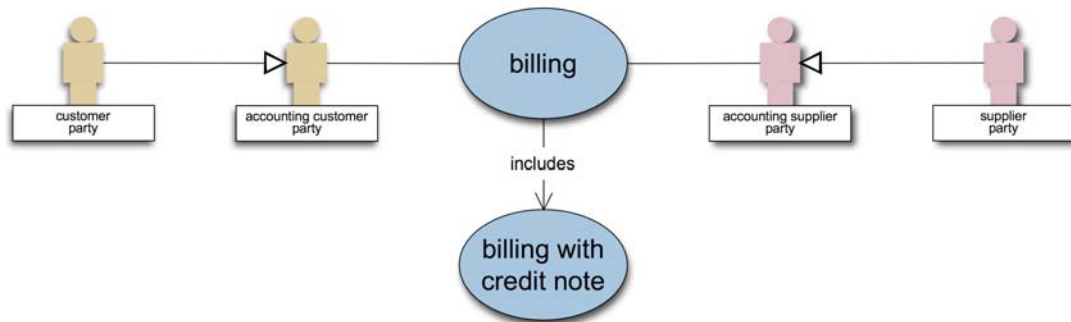 billing
customer
party
accounting customer
party
accounting supplier
party
supplier
party
includes
billing with
credit note